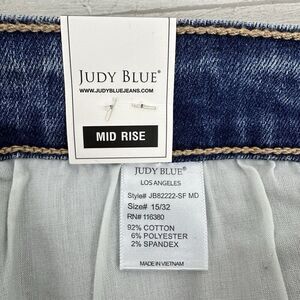 JUDY BLUE®
WWW.JUDYBLUEJEANS.COM
MID RISE
JUDY BLUE®
LOS ANGELES
Style# JB82222-SF MD
Size# 15/32
RN# 116380
92% COTTON
6% POLYESTER
2% SPANDEX
MADE IN VIETNAM